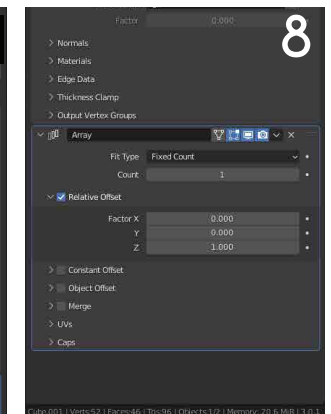 8
Factor 0.000
Normals
Materials
Edge Data
Thickness Clamp
Output Vertex Groups
Array
Fit Type Fixed Count
Count 1
Relative Offset
Factor X 0.000
Y 0.000
Z 1.000
Constant Offset
Object Offset
Merge
UVs
Caps
Cube.001 | Verts:52 | Faces:46 | Tris:96 | Objects:1/2 | Memory: 20.6 MiB | 3.0.1